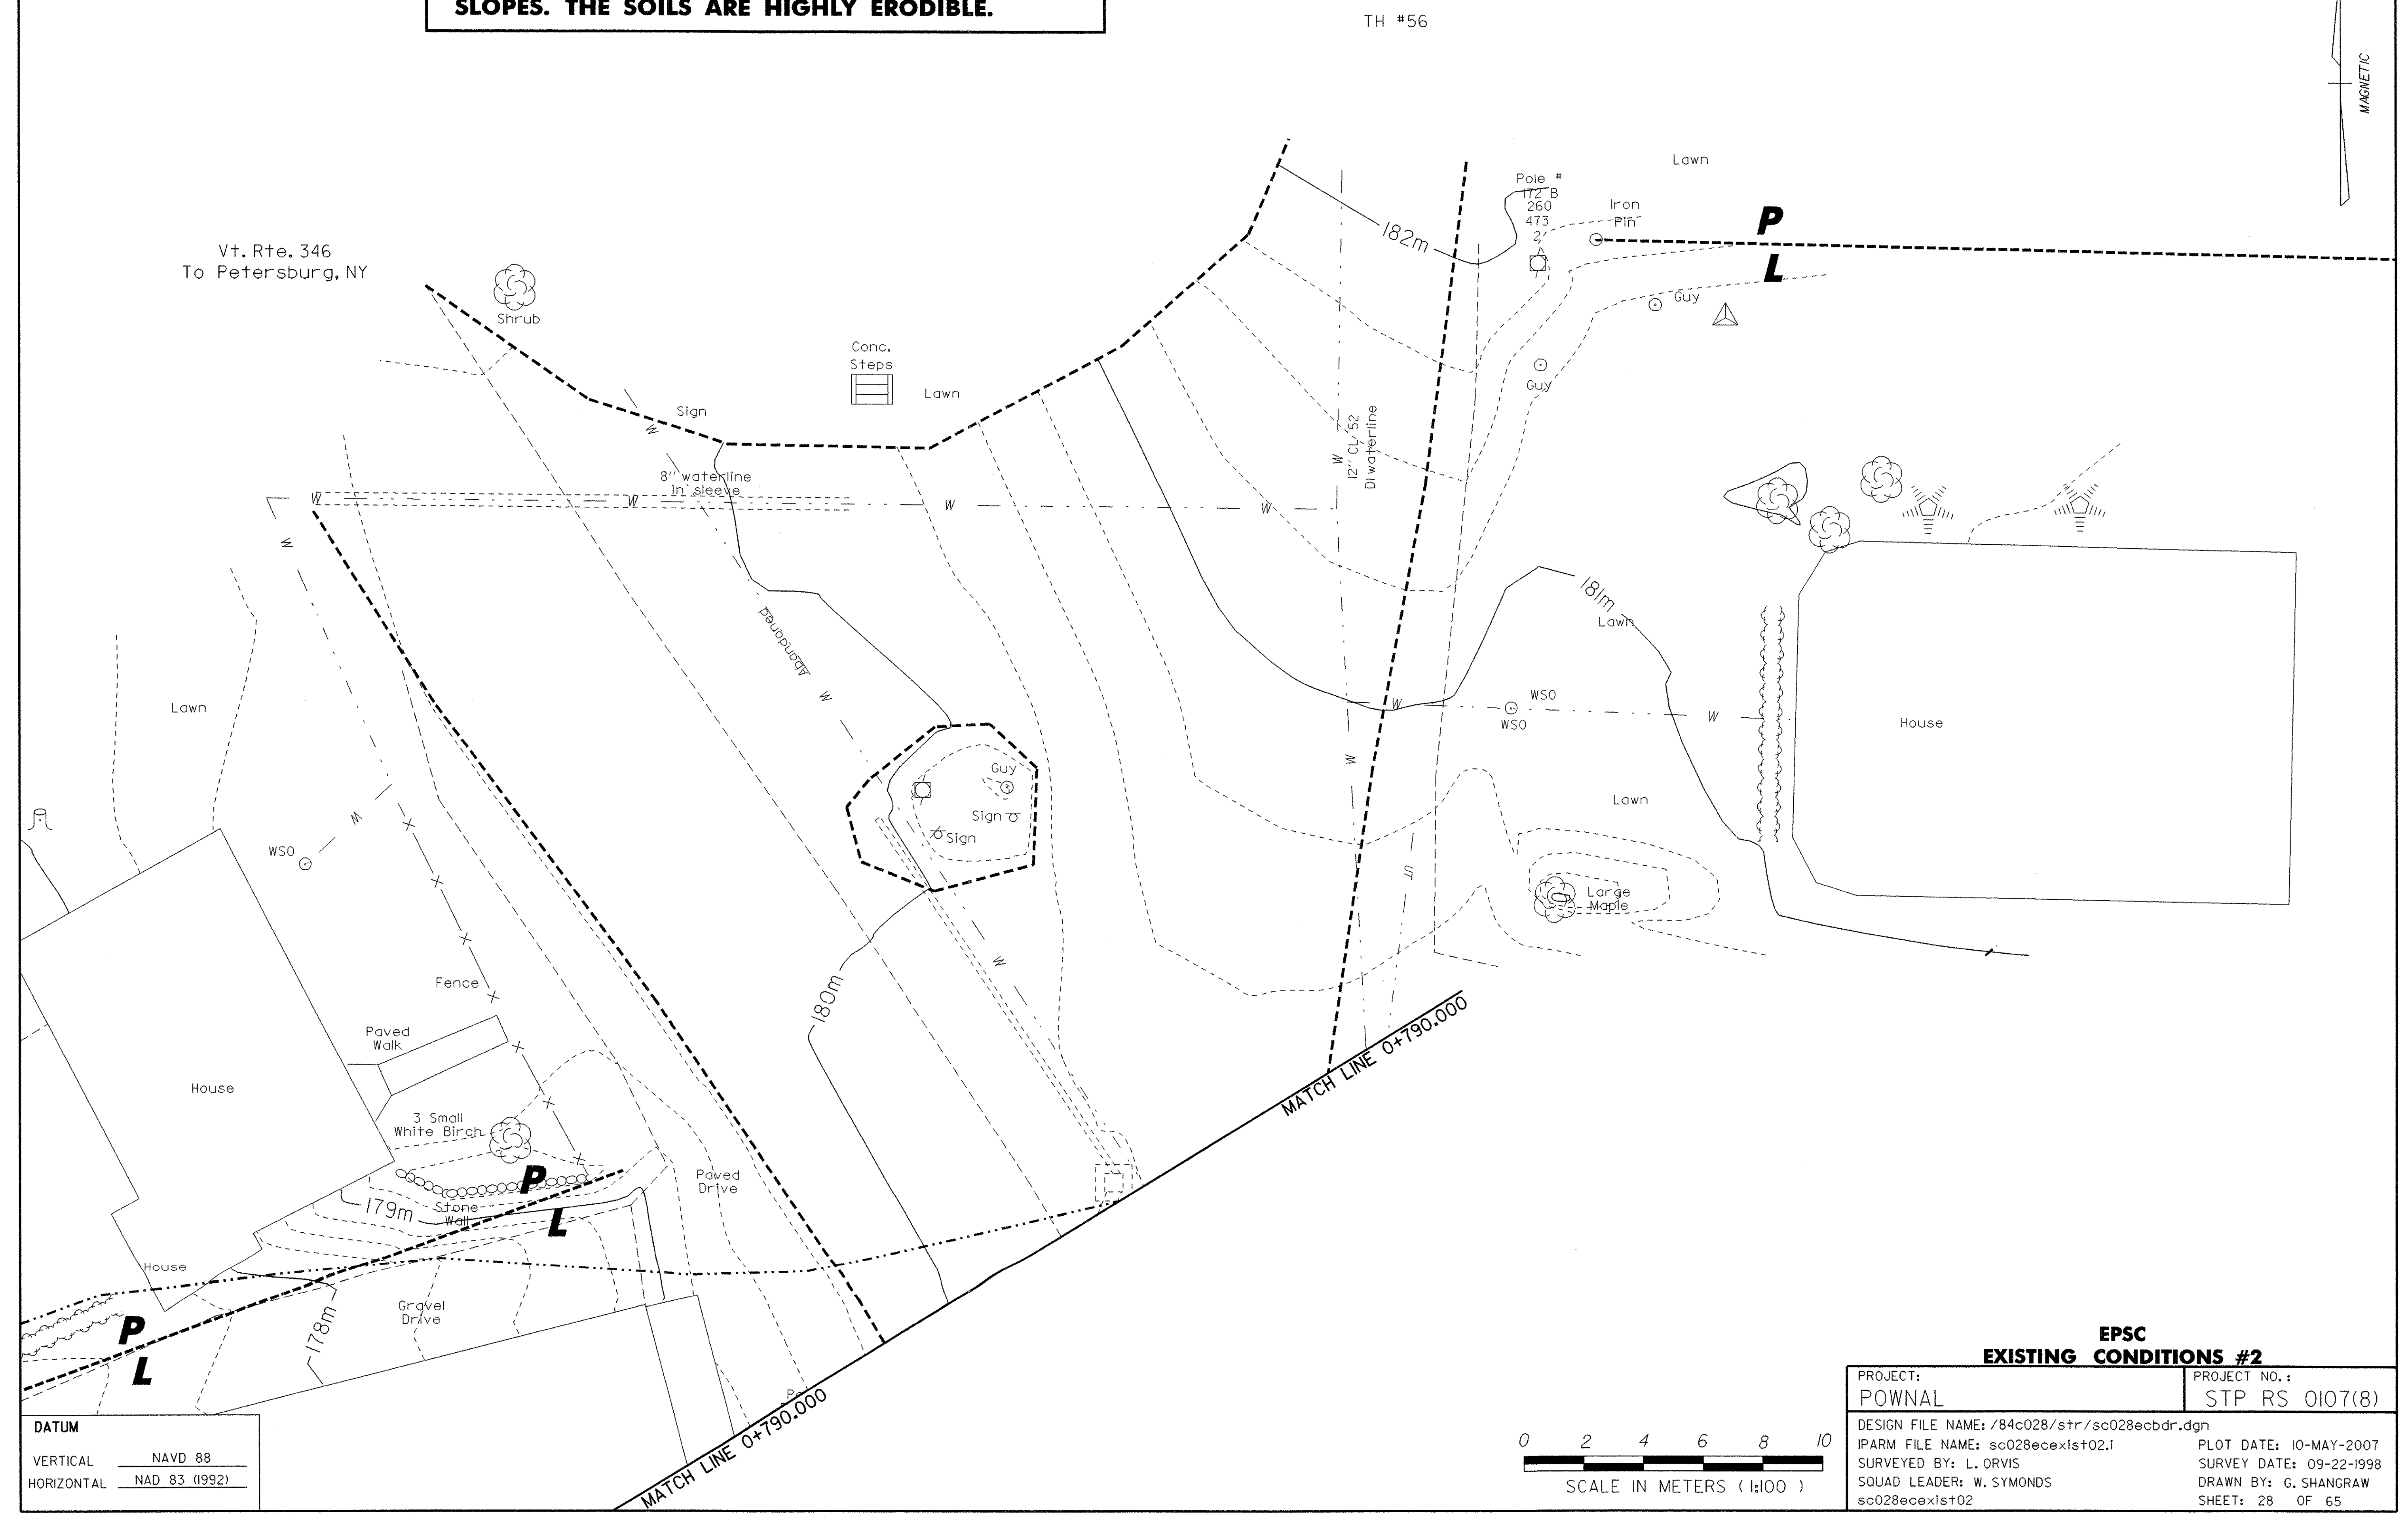 SLOPES. THE SOILS ARE HIGHLY ERODIBLE.
TH #56
MAGNETIC
Lawn
Pole #
172 B
260
473
2
Iron
Pin
P
L
182m
Vt. Rte. 346
To Petersburg, NY
Shrub
Guy
Conc.
Steps
Lawn
Guy
Sign
W
12" CL 52
DI waterline
8" waterline
in sleeve
W
W
W
W
W
W
181m
Lawn
Abandoned
W
Lawn
WSO
WSO
W
W
House
W
Guy
Sign
Sign
Lawn
W
WSO
S
Large
Maple
W
Fence
180m
MATCH LINE 0+790.000
Paved
Walk
House
3 Small
White Birch
P
L
Paved
Drive
179m
Stone
Wall
House
P
L
178m
Gravel
Drive
MATCH LINE 0+790.000
DATUM
VERTICAL NAVD 88
HORIZONTAL NAD 83 (1992)
0 2 4 6 8 10
SCALE IN METERS ( 1:100 )
EPSC
EXISTING CONDITIONS #2
PROJECT:
POWNAL
PROJECT NO.:
STP RS 0107(8)
DESIGN FILE NAME: /84c028/str/sc028ecbdr.dgn
IPARM FILE NAME: sc028ecexist02.i
PLOT DATE: 10-MAY-2007
SURVEYED BY: L. ORVIS
SURVEY DATE: 09-22-1998
SQUAD LEADER: W. SYMONDS
DRAWN BY: G. SHANGRAW
sc028ecexist02
SHEET: 28 OF 65